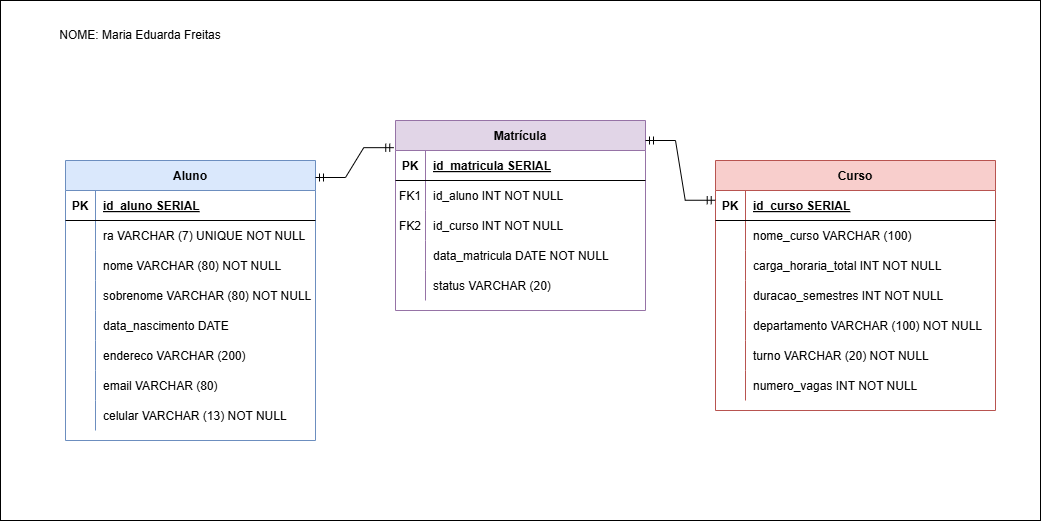 NOME: Maria Eduarda Freitas
Aluno
PK id_aluno SERIAL
ra VARCHAR (7) UNIQUE NOT NULL
nome VARCHAR (80) NOT NULL
sobrenome VARCHAR (80) NOT NULL
data_nascimento DATE
endereco VARCHAR (200)
email VARCHAR (80)
celular VARCHAR (13) NOT NULL
Matrícula
PK id_matricula SERIAL
FK1 id_aluno INT NOT NULL
FK2 id_curso INT NOT NULL
data_matricula DATE NOT NULL
status VARCHAR (20)
Curso
PK id_curso SERIAL
nome_curso VARCHAR (100)
carga_horaria_total INT NOT NULL
duracao_semestres INT NOT NULL
departamento VARCHAR (100) NOT NULL
turno VARCHAR (20) NOT NULL
numero_vagas INT NOT NULL